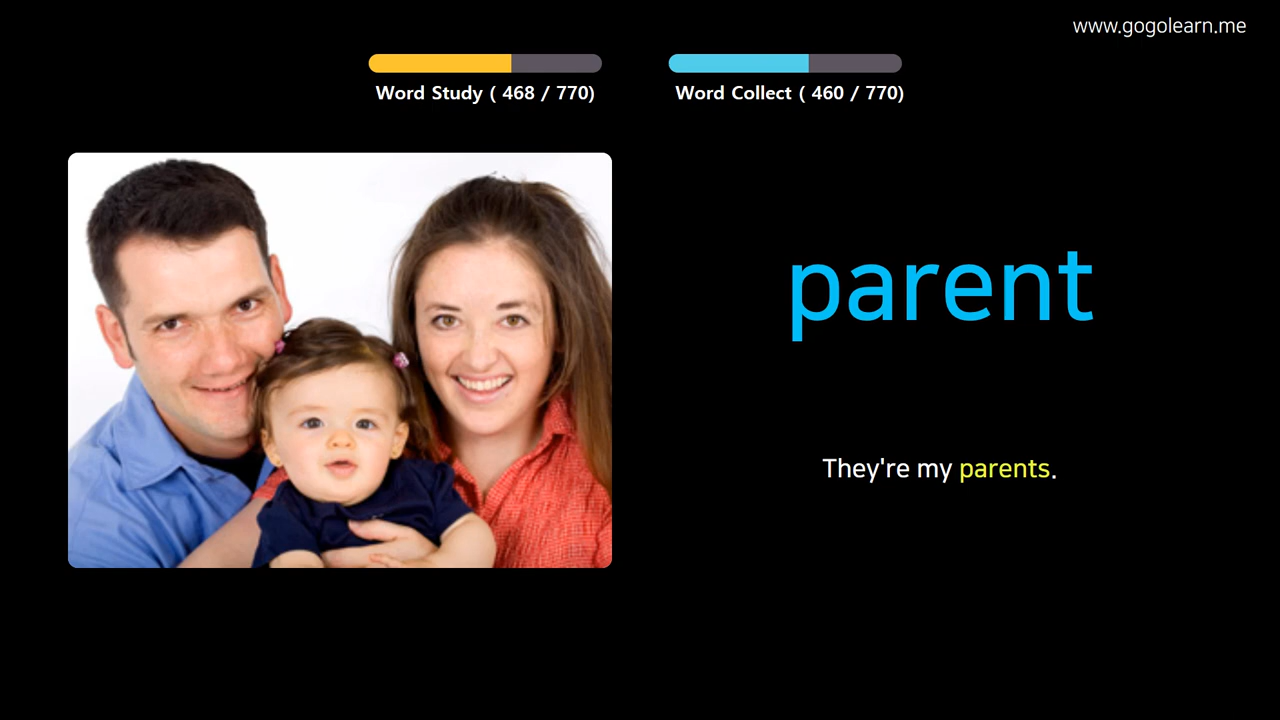 www.gogolearn.me
Word Study ( 468 / 770)
Word Collect ( 460 / 770)
parent
They're my parents.